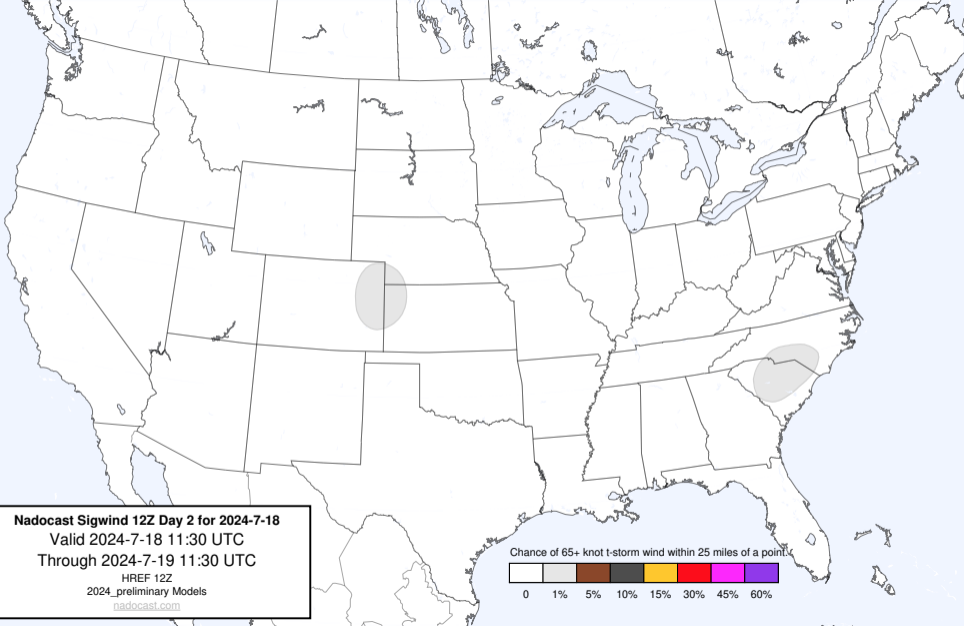 Nadocast Sigwind 12Z Day 2 for 2024-7-18
Valid 2024-7-18 11:30 UTC
Through 2024-7-19 11:30 UTC
HREF 12Z
2024_preliminary Models
nadocast.com
Chance of 65+ knot t-storm wind within 25 miles of a point.
0 1% 5% 10% 15% 30% 45% 60%